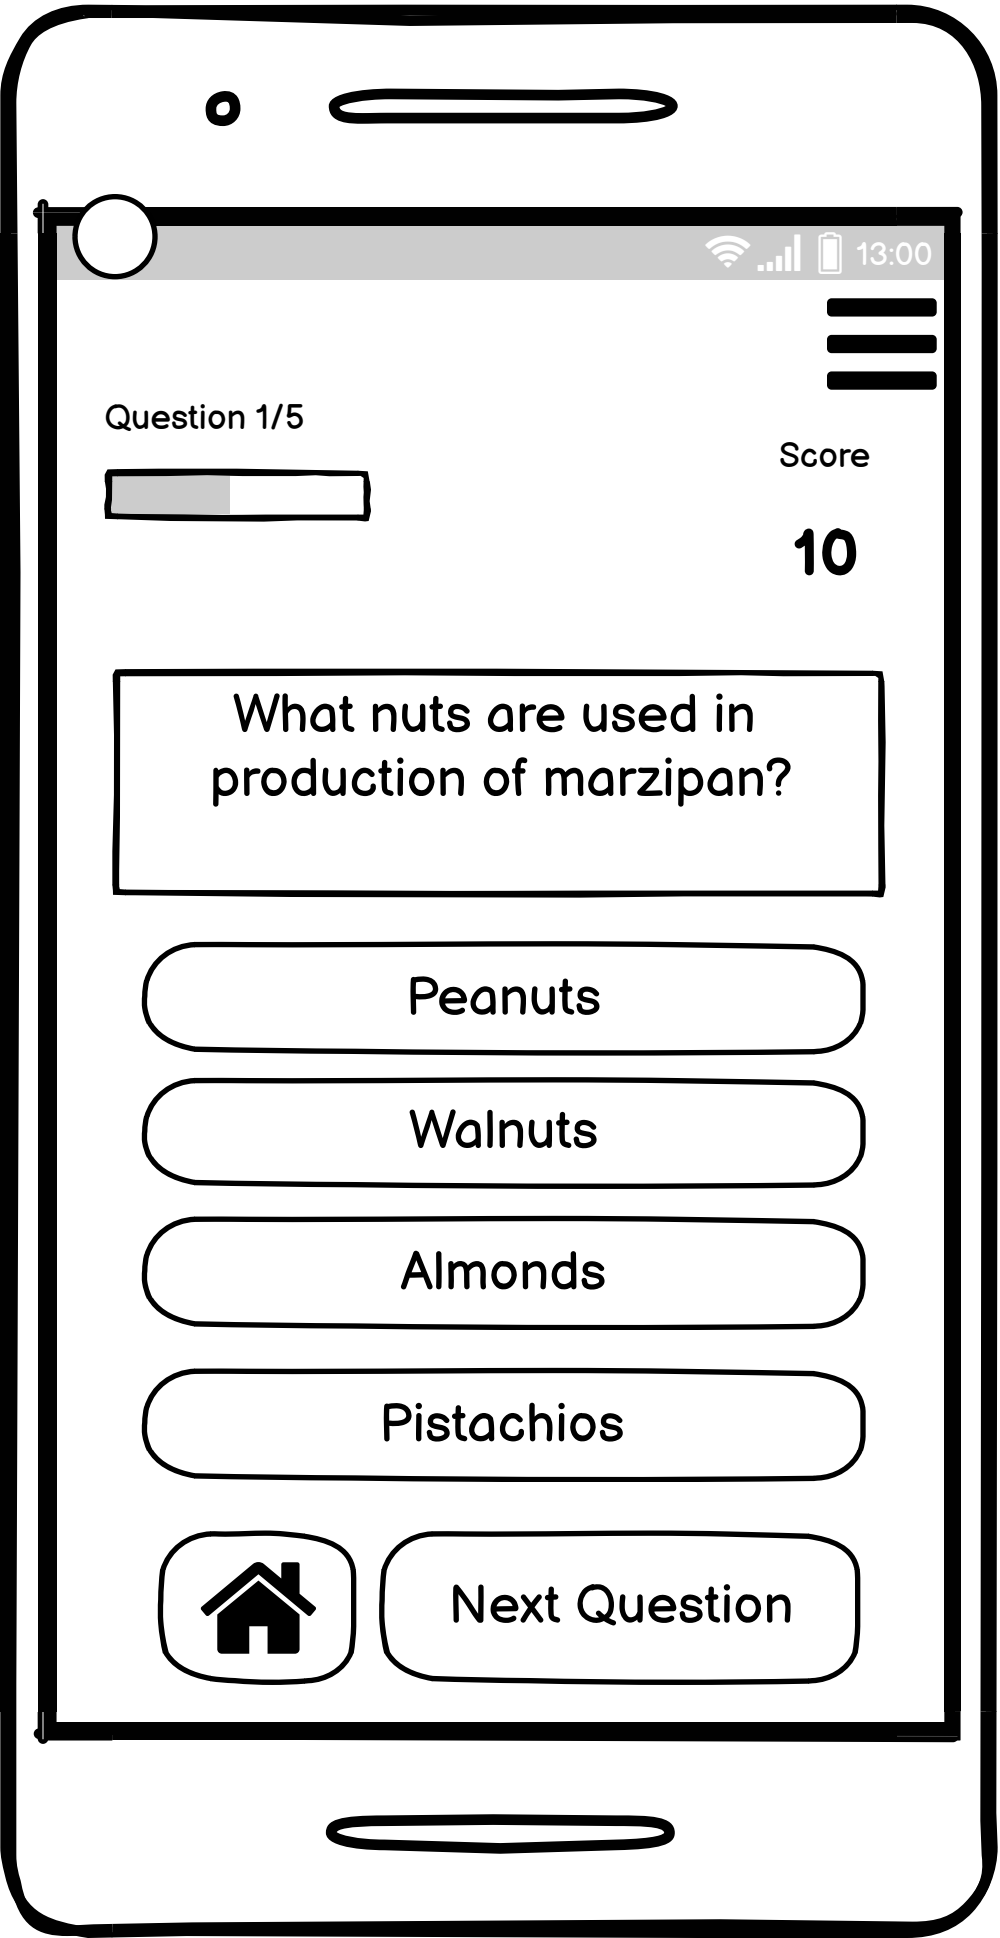 13:00
Question 1/5
Score
10
What nuts are used in
production of marzipan?
Peanuts
Walnuts
Almonds
Pistachios
Next Question